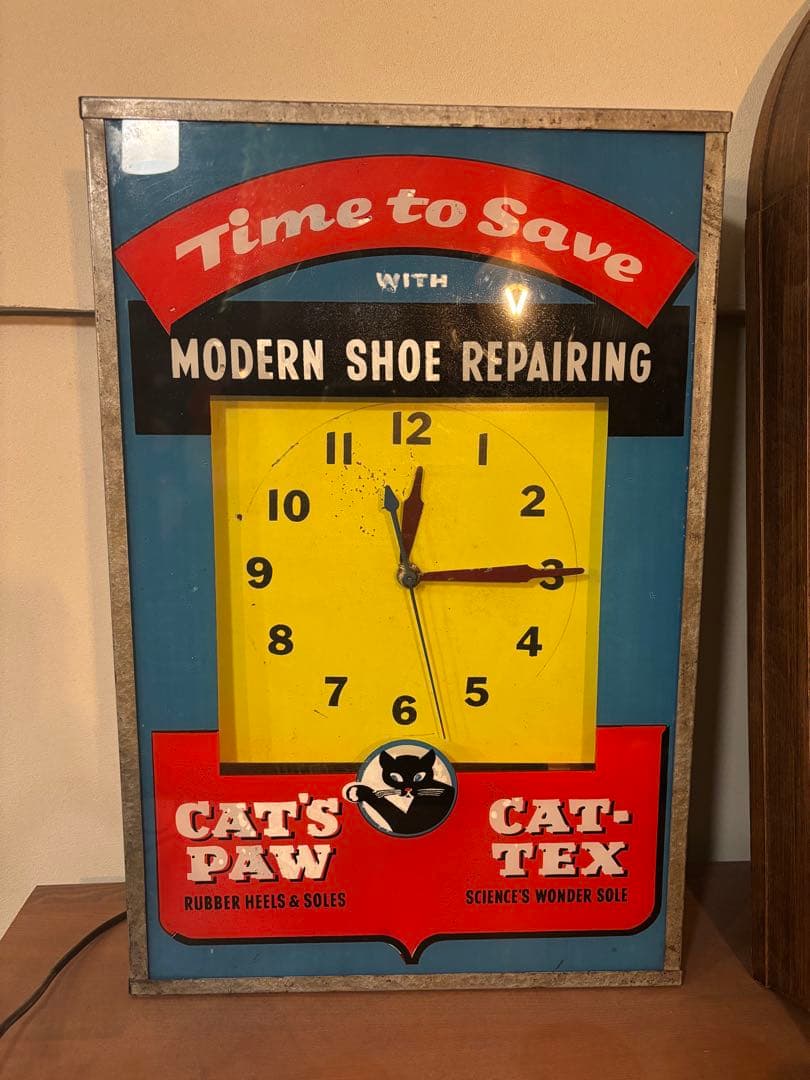 Time to Save
WITH
MODERN SHOE REPAIRING
12
11 1
10 2
9 3
8 4
7 5
6
CAT'S
PAW
RUBBER HEELS & SOLES
CAT-
TEX
SCIENCE'S WONDER SOLE